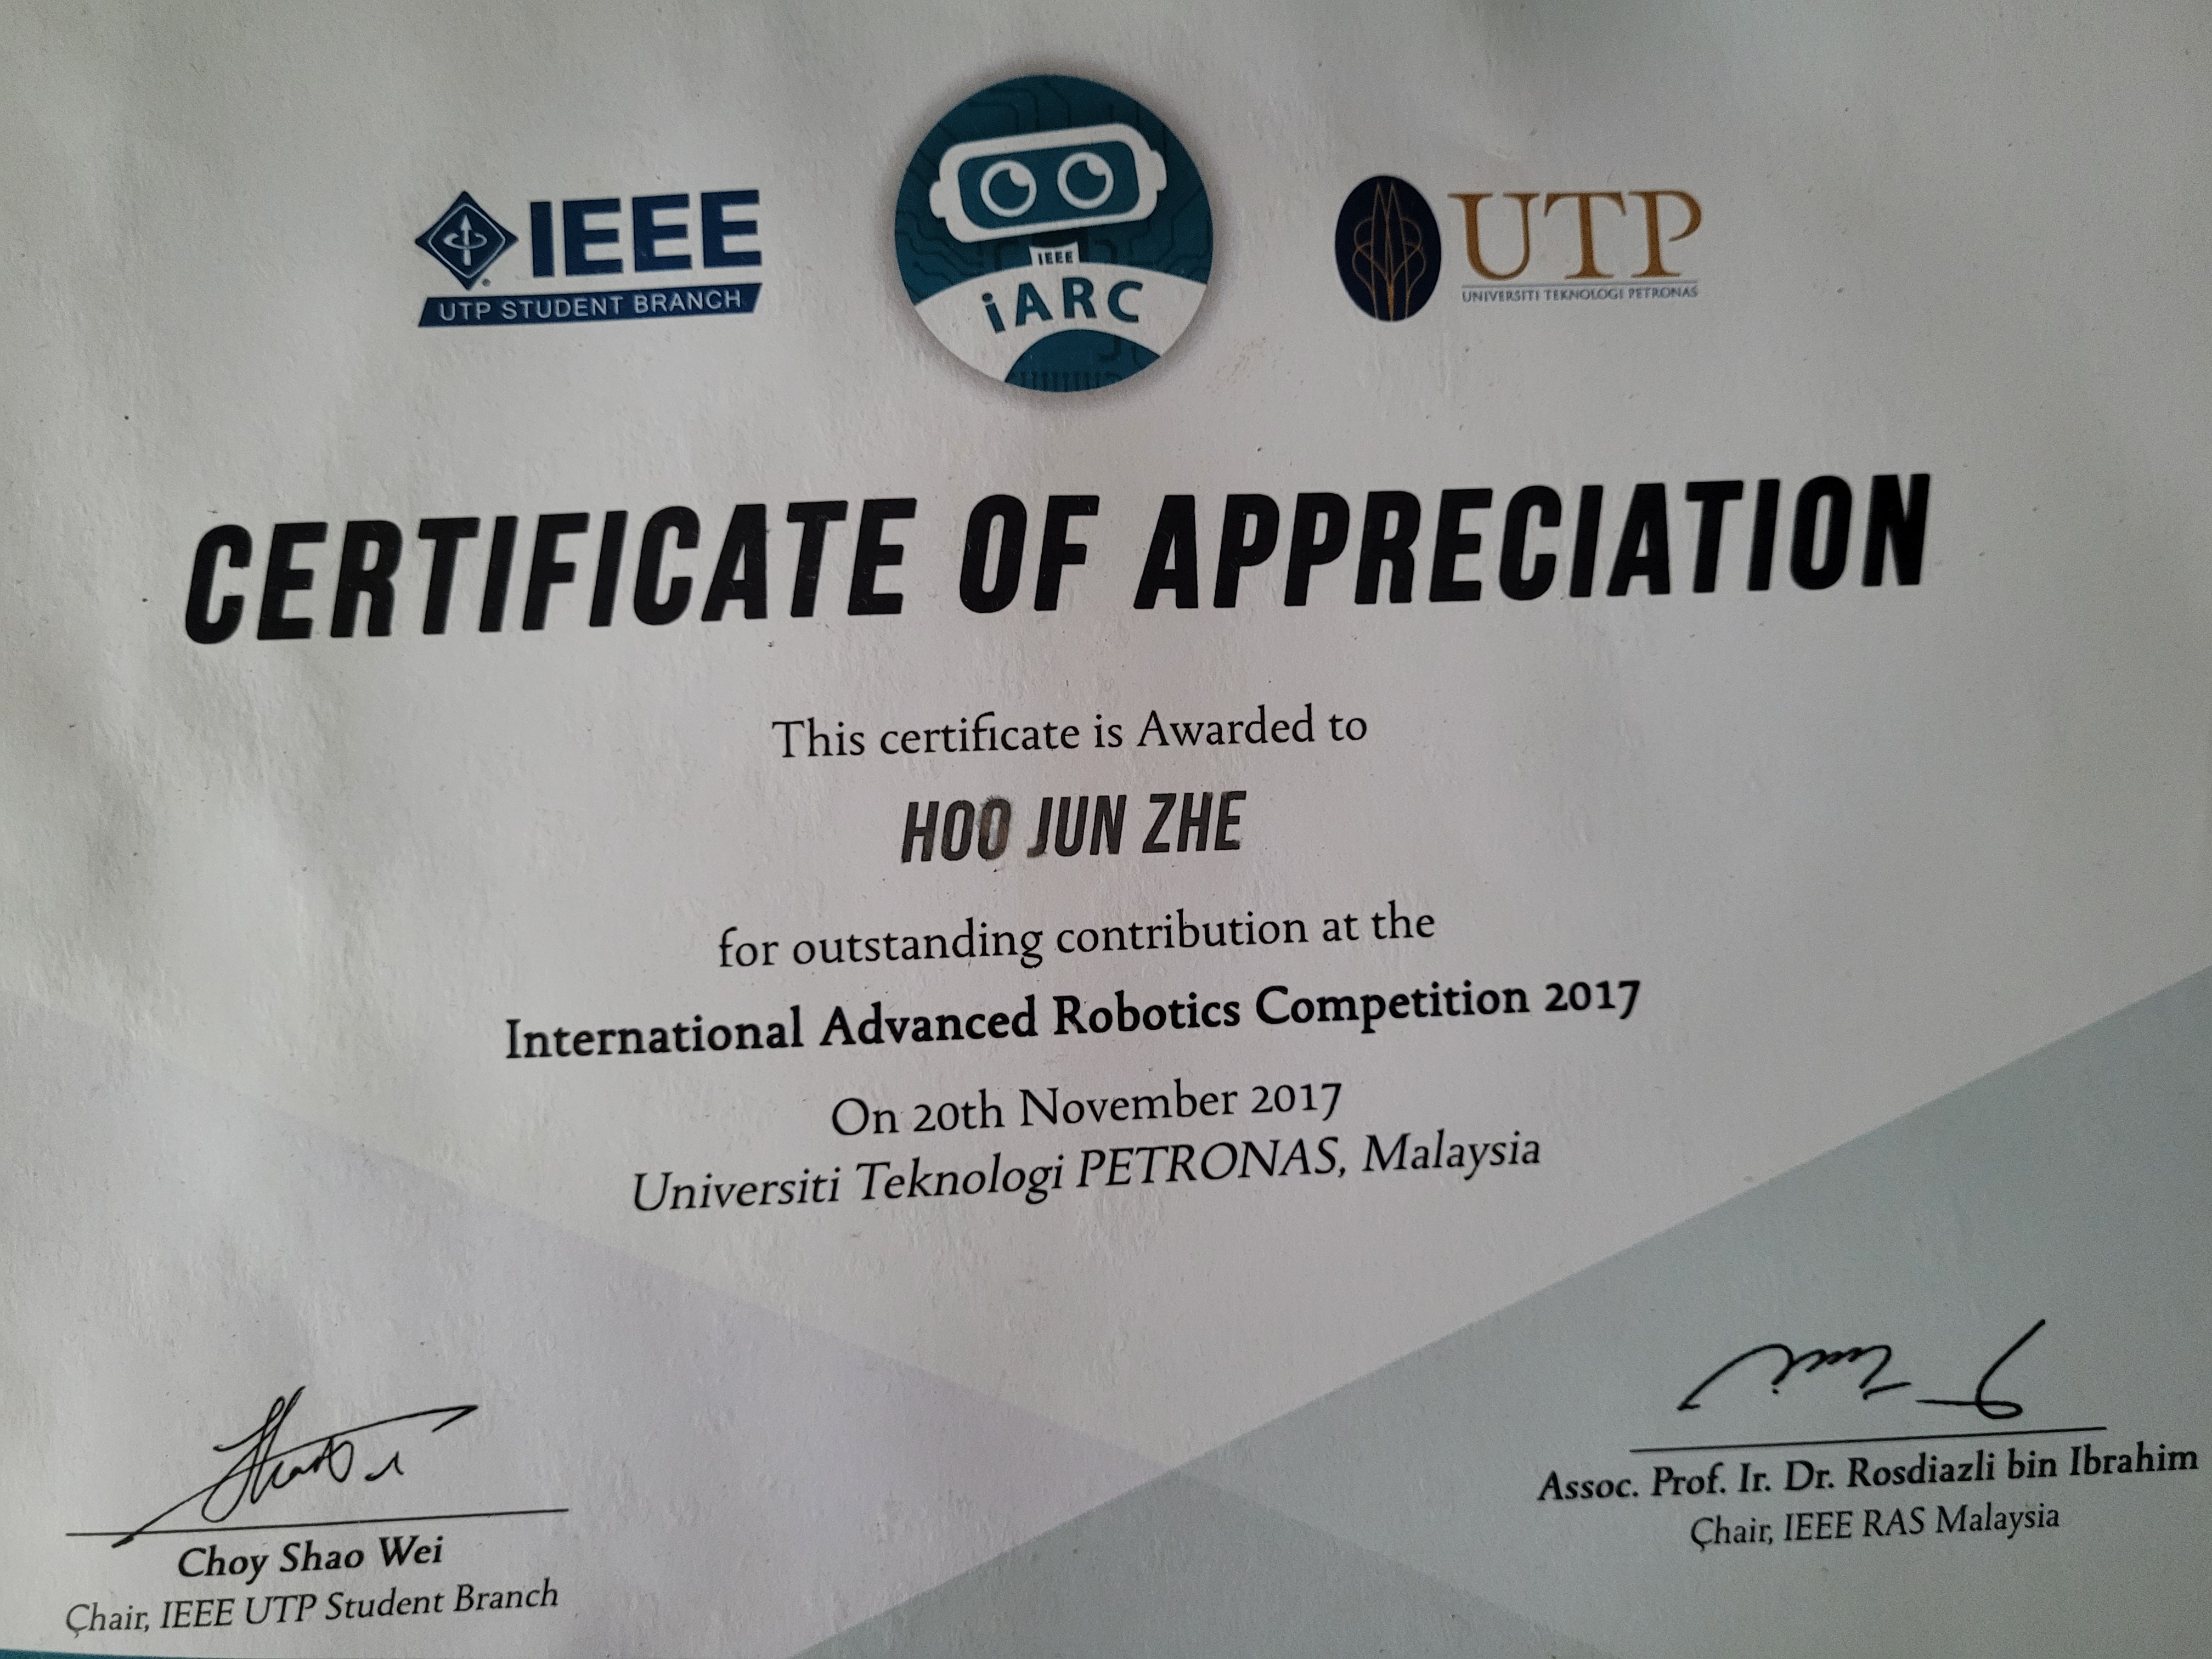 IEEE
UTP STUDENT BRANCH
IEEE
iARC
UTP
UNIVERSITI TEKNOLOGI PETRONAS
CERTIFICATE OF APPRECIATION
This certificate is Awarded to
HOO JUN ZHE
for outstanding contribution at the
International Advanced Robotics Competition 2017
On 20th November 2017
Universiti Teknologi PETRONAS, Malaysia
Choy Shao Wei
Chair, IEEE UTP Student Branch
Assoc. Prof. Ir. Dr. Rosdiazli bin Ibrahim
Chair, IEEE RAS Malaysia